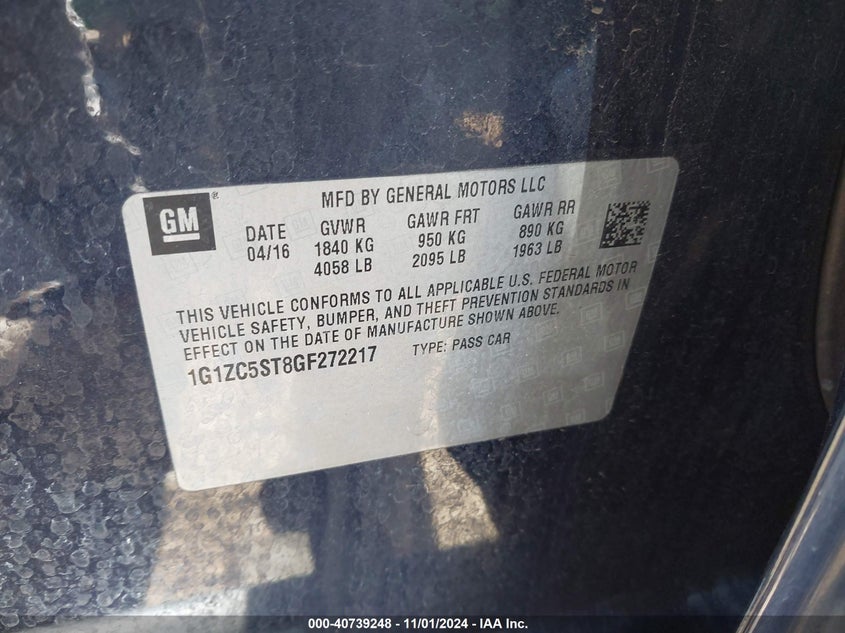 GM ®
MFD BY GENERAL MOTORS LLC
DATE GVWR GAWR FRT GAWR RR
04/16 1840 KG 950 KG 890 KG
4058 LB 2095 LB 1963 LB
THIS VEHICLE CONFORMS TO ALL APPLICABLE U.S. FEDERAL MOTOR
VEHICLE SAFETY, BUMPER, AND THEFT PREVENTION STANDARDS IN
EFFECT ON THE DATE OF MANUFACTURE SHOWN ABOVE.
1G1ZC5ST8GF272217 TYPE: PASS CAR
000-40739248 - 11/01/2024 - IAA Inc.